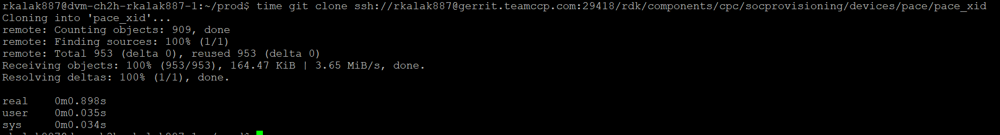 rkalak887@dvm-ch2h-rkalak887-1:~/prod$ time git clone ssh://rkalak887@gerrit.teamccp.com:29418/rdk/components/cpc/socprovisioning/devices/pace/pace_xid
Cloning into 'pace_xid'...
remote: Counting objects: 909, done
remote: Finding sources: 100% (1/1)
remote: Total 953 (delta 0), reused 953 (delta 0)
Receiving objects: 100% (953/953), 164.47 KiB | 3.65 MiB/s, done.
Resolving deltas: 100% (1/1), done.
real    0m0.898s
user    0m0.035s
sys     0m0.034s